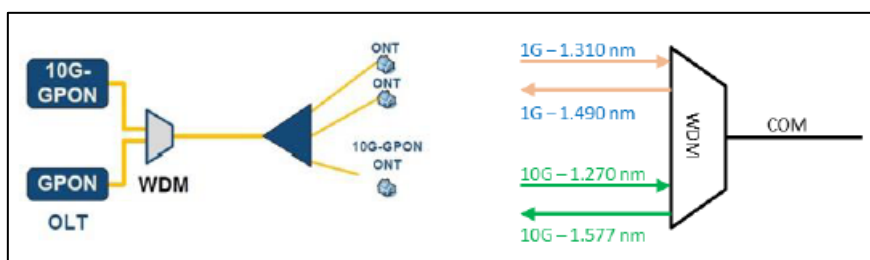 10G-
GPON
GPON
OLT
WDM
ONT
ONT
10G-GPON
ONT
1G – 1.310 nm
1G – 1.490 nm
10G – 1.270 nm
10G – 1.577 nm
WDM
COM